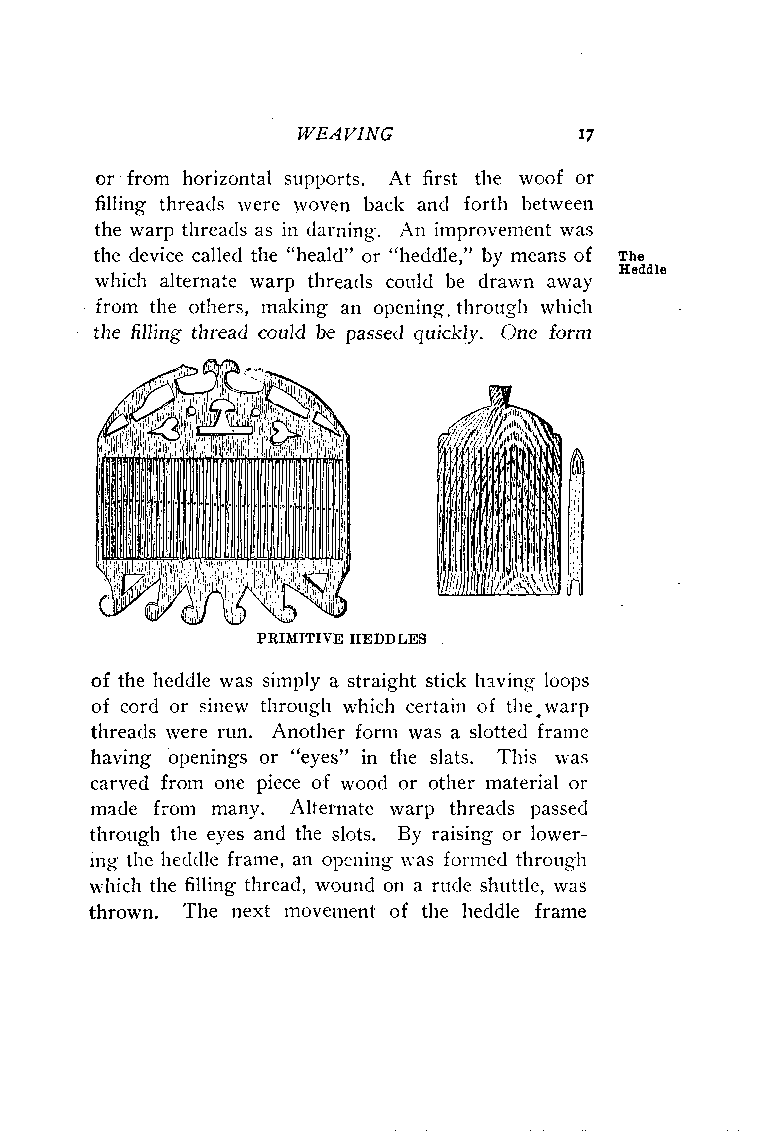 WEAVING 17
or from horizontal supports. At first the woof or
filling threads were woven back and forth between
the warp threads as in darning. An improvement was
the device called the “heald” or “heddle,” by means of
The
Heddle
which alternate warp threads could be drawn away
from the others, making an opening through which
the filling thread could be passed quickly. One form
PRIMITIVE HEDDLES
of the heddle was simply a straight stick having loops
of cord or sinew through which certain of the warp
threads were run. Another form was a slotted frame
having openings or “eyes” in the slats. This was
carved from one piece of wood or other material or
made from many. Alternate warp threads passed
through the eyes and the slots. By raising or lower-
ing the heddle frame, an opening was formed through
which the filling thread, wound on a rude shuttle, was
thrown. The next movement of the heddle frame